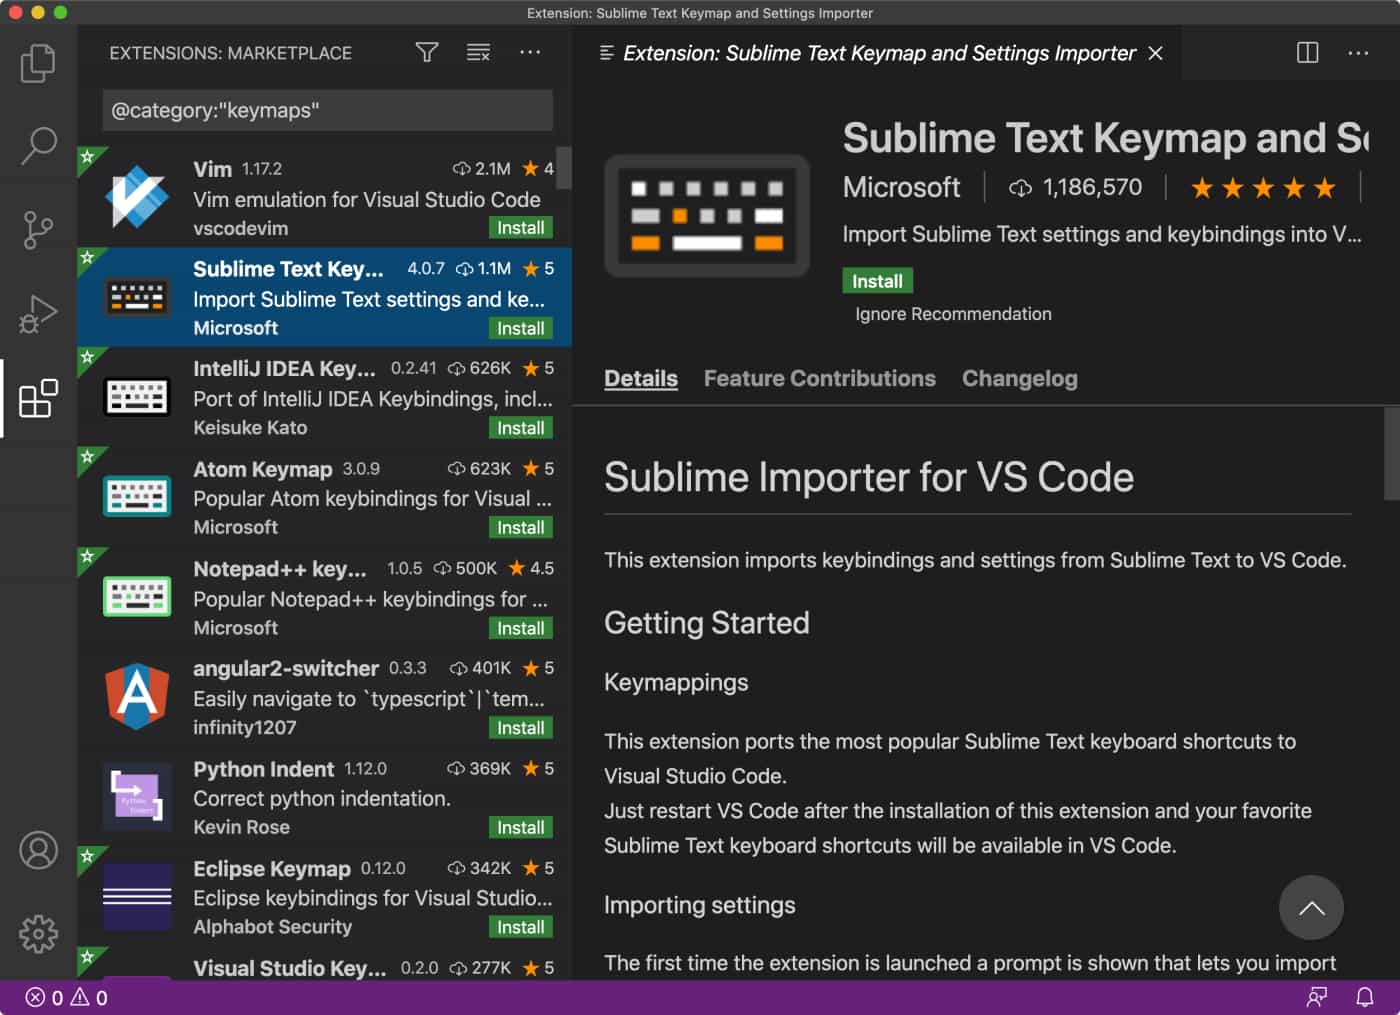 Extension: Sublime Text Keymap and Settings Importer
EXTENSIONS: MARKETPLACE
@category:"keymaps"
Vim 1.17.2 2.1M 4
Vim emulation for Visual Studio Code
vscodevim Install
Sublime Text Key... 4.0.7 1.1M 5
Import Sublime Text settings and ke...
Microsoft Install
IntelliJ IDEA Key... 0.2.41 626K 5
Port of IntelliJ IDEA Keybindings, incl...
Keisuke Kato Install
Atom Keymap 3.0.9 623K 5
Popular Atom keybindings for Visual ...
Microsoft Install
Notepad++ key... 1.0.5 500K 4.5
Popular Notepad++ keybindings for ...
Microsoft Install
angular2-switcher 0.3.3 401K 5
Easily navigate to `typescript`|`tem...
infinity1207 Install
Python Indent 1.12.0 369K 5
Correct python indentation.
Kevin Rose Install
Python
Indent
Eclipse Keymap 0.12.0 342K 5
Eclipse keybindings for Visual Studio...
Alphabot Security Install
Visual Studio Key... 0.2.0 277K 5
Extension: Sublime Text Keymap and Settings Importer
Sublime Text Keymap and Se
Microsoft 1,186,570
Import Sublime Text settings and keybindings into V...
Install
Ignore Recommendation
Details Feature Contributions Changelog
Sublime Importer for VS Code
This extension imports keybindings and settings from Sublime Text to VS Code.
Getting Started
Keymappings
This extension ports the most popular Sublime Text keyboard shortcuts to
Visual Studio Code.
Just restart VS Code after the installation of this extension and your favorite
Sublime Text keyboard shortcuts will be available in VS Code.
Importing settings
The first time the extension is launched a prompt is shown that lets you import
0 0